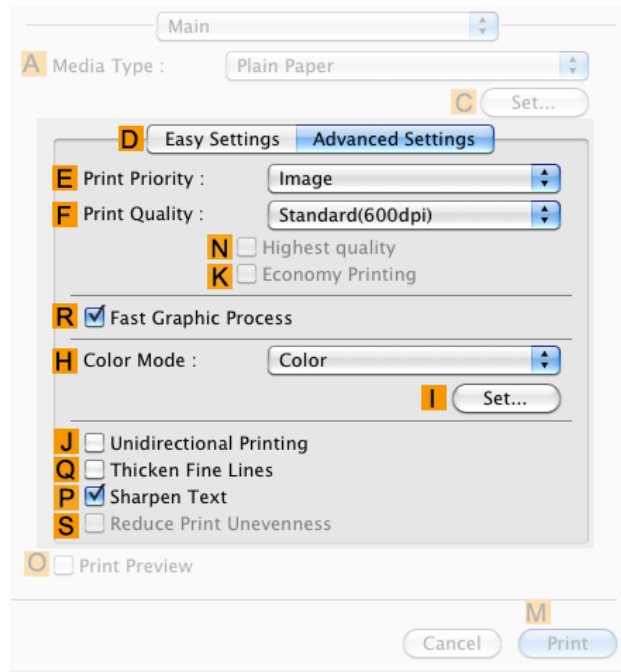 Main
A Media Type : Plain Paper
C Set...
D Easy Settings Advanced Settings
E Print Priority : Image
F Print Quality : Standard(600dpi)
N Highest quality
K Economy Printing
R Fast Graphic Process
H Color Mode : Color
I Set...
J Unidirectional Printing
Q Thicken Fine Lines
P Sharpen Text
S Reduce Print Unevenness
O Print Preview
M
Cancel Print